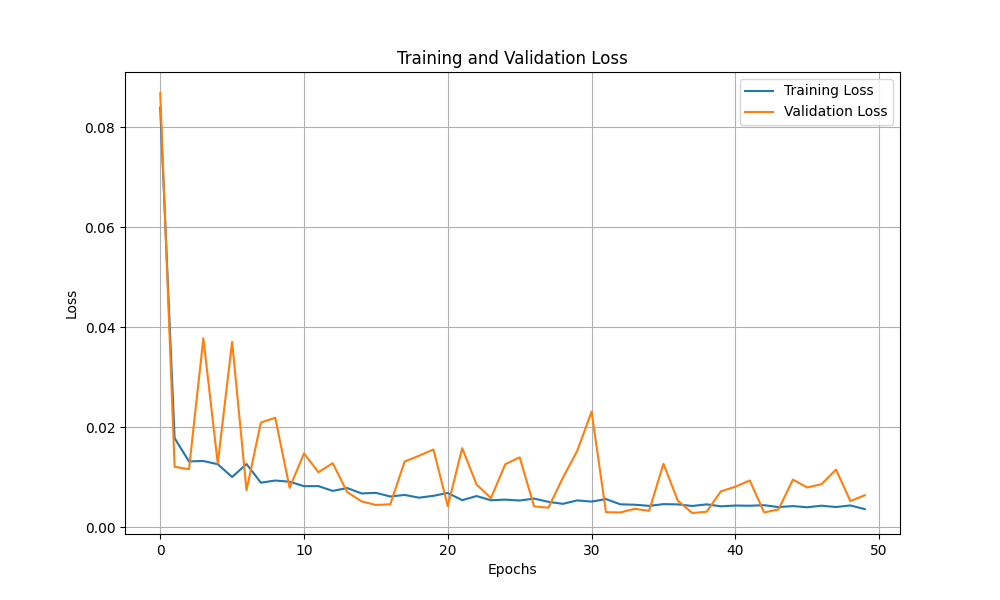 Training and Validation Loss
Training Loss
Validation Loss
0.08
0.06
0.04
0.02
0.00
Loss
0 10 20 30 40 50
Epochs